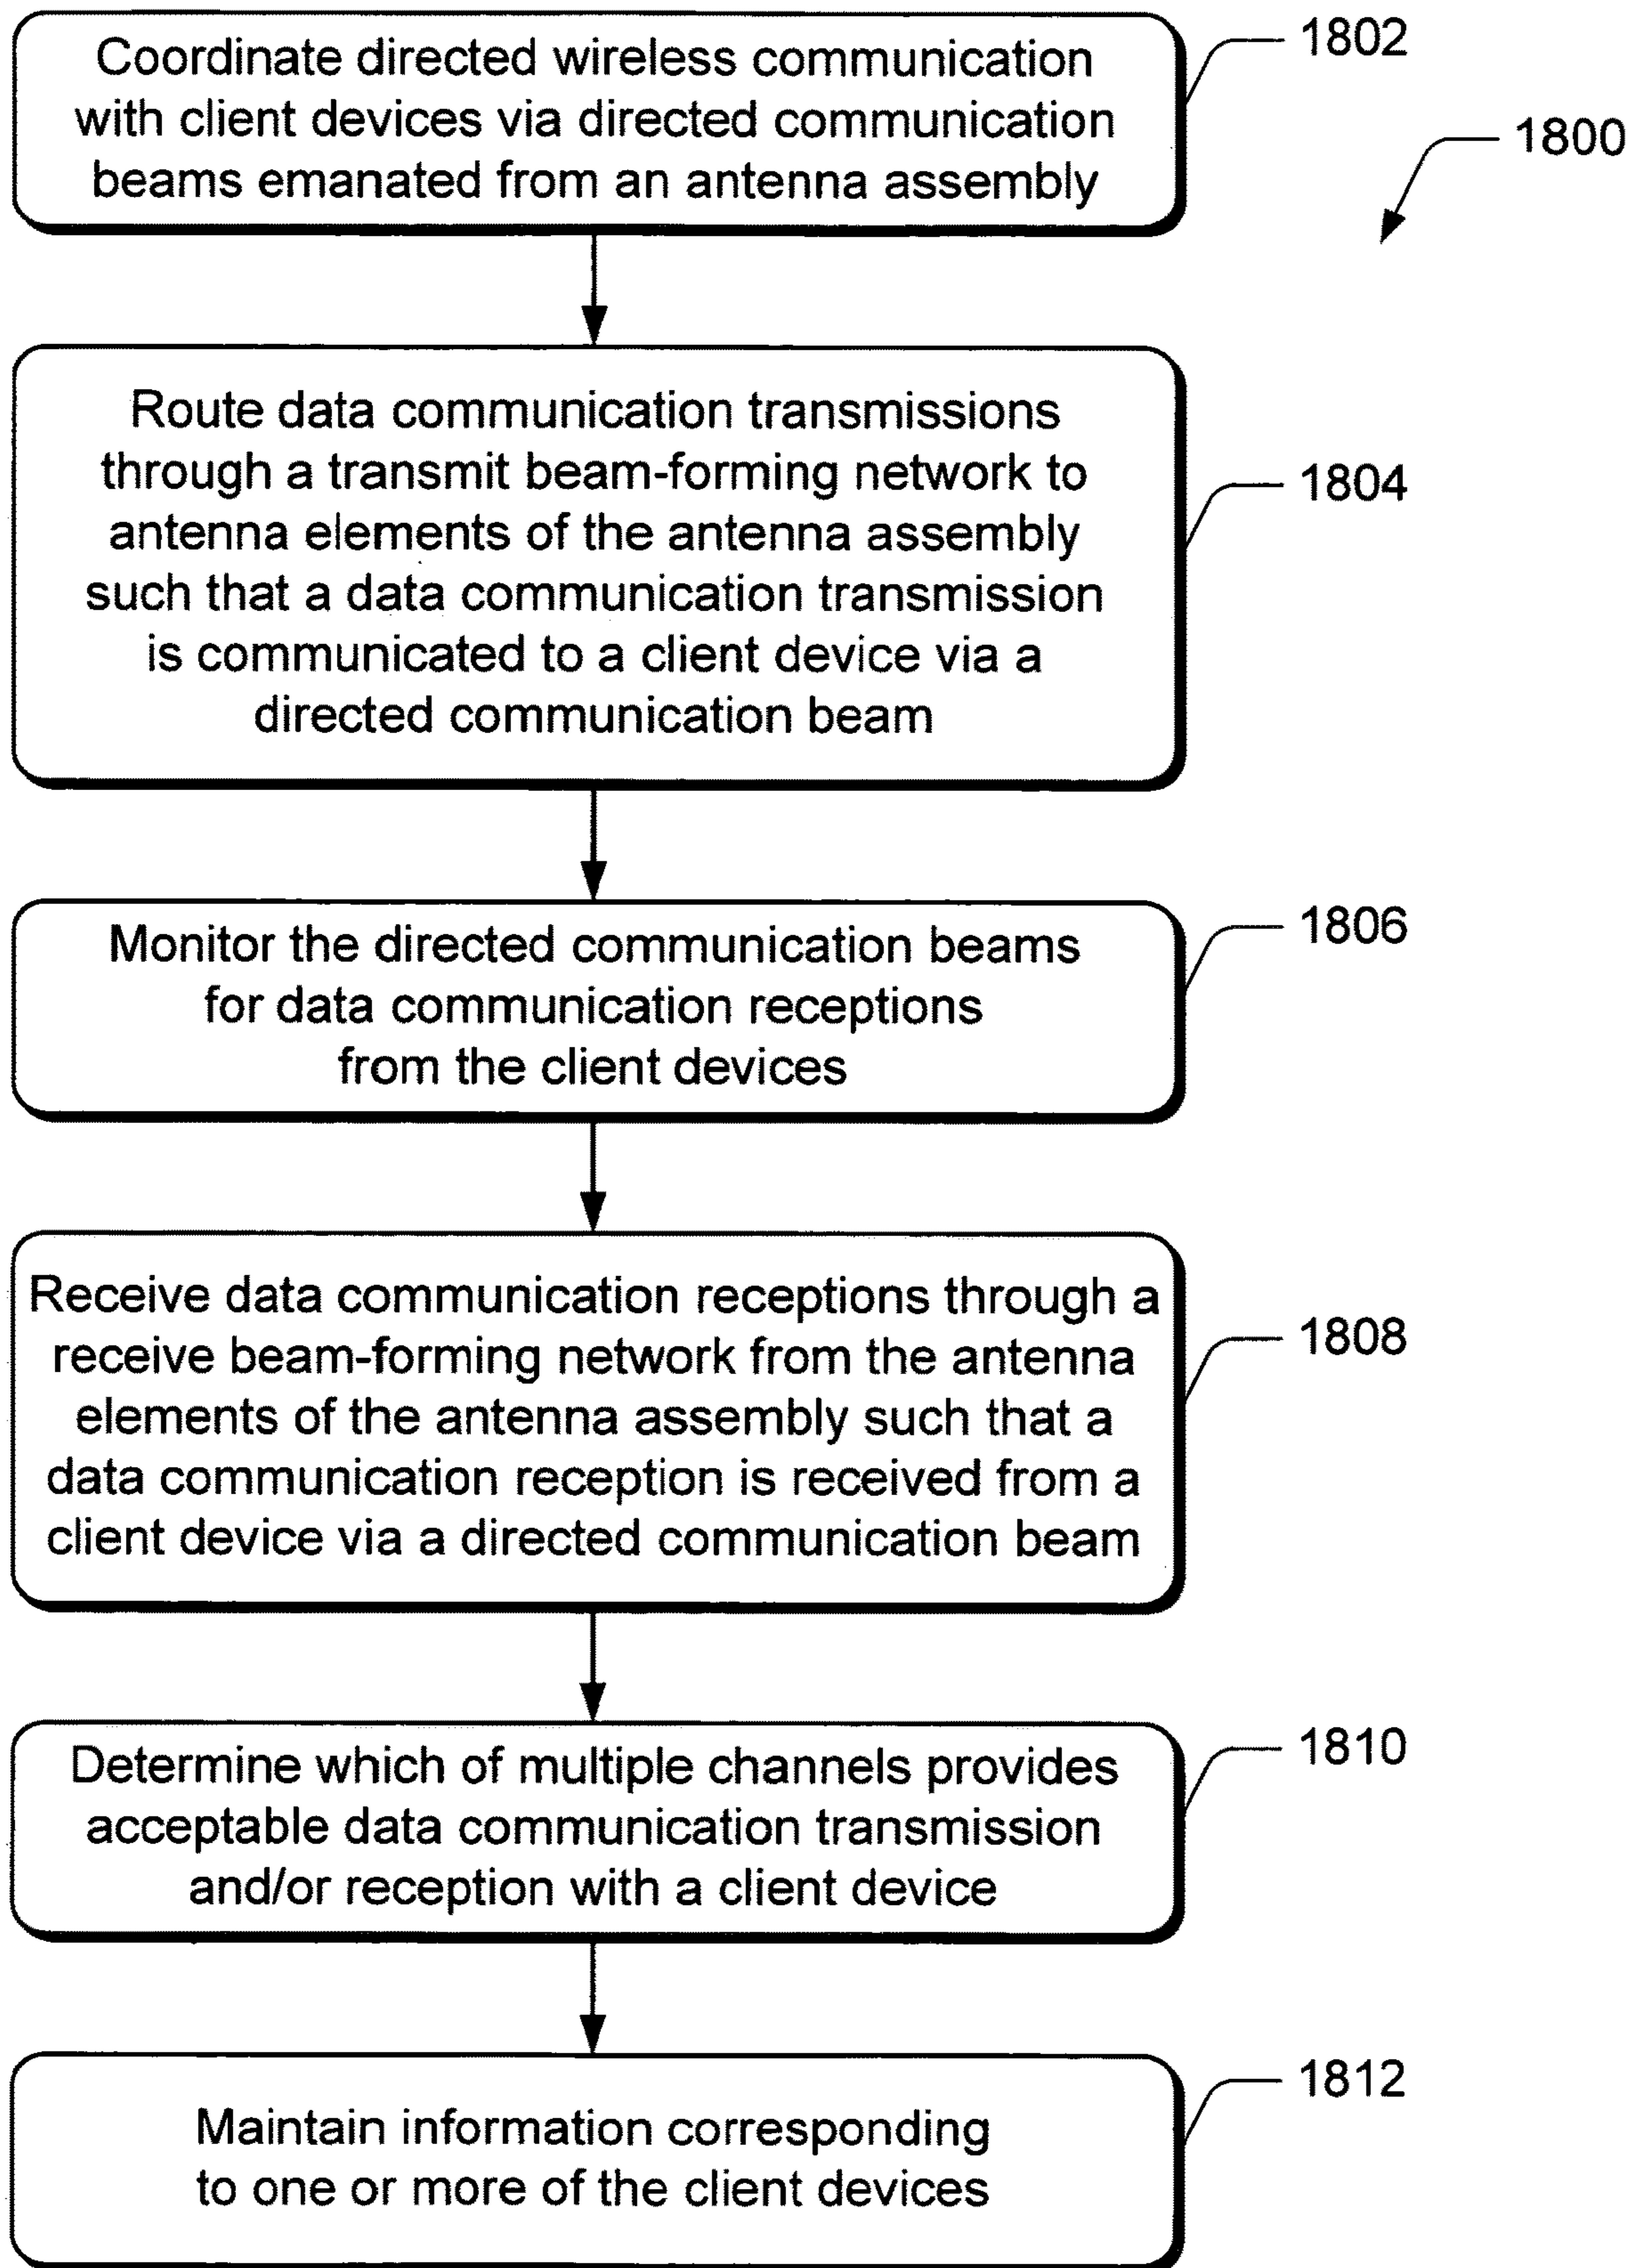 Coordinate directed wireless communication
with client devices via directed communication
beams emanated from an antenna assembly
1802
1800
Route data communication transmissions
through a transmit beam-forming network to
antenna elements of the antenna assembly
such that a data communication transmission
is communicated to a client device via a
directed communication beam
1804
Monitor the directed communication beams
for data communication receptions
from the client devices
1806
Receive data communication receptions through a
receive beam-forming network from the antenna
elements of the antenna assembly such that a
data communication reception is received from a
client device via a directed communication beam
1808
Determine which of multiple channels provides
acceptable data communication transmission
and/or reception with a client device
1810
Maintain information corresponding
to one or more of the client devices
1812